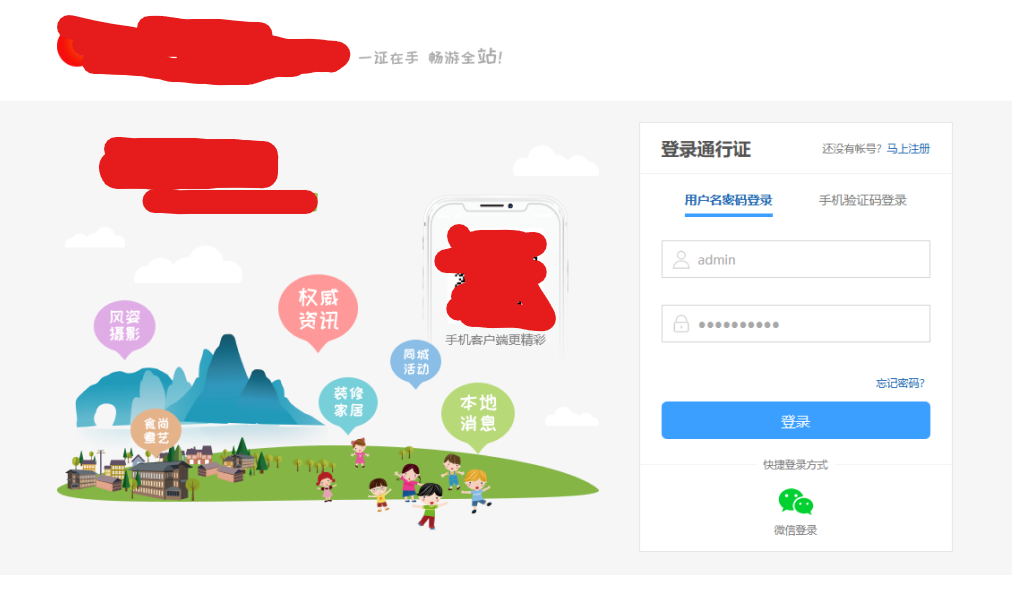 一证在手 畅游全站!
登录通行证
还没有帐号? 马上注册
用户名密码登录
手机验证码登录
admin
••••••••••
忘记密码?
登录
快捷登录方式
微信登录
手机客户端更精彩
权威
资讯
风姿
摄影
同城
活动
装修
家居
本地
消息
食尚
煮艺